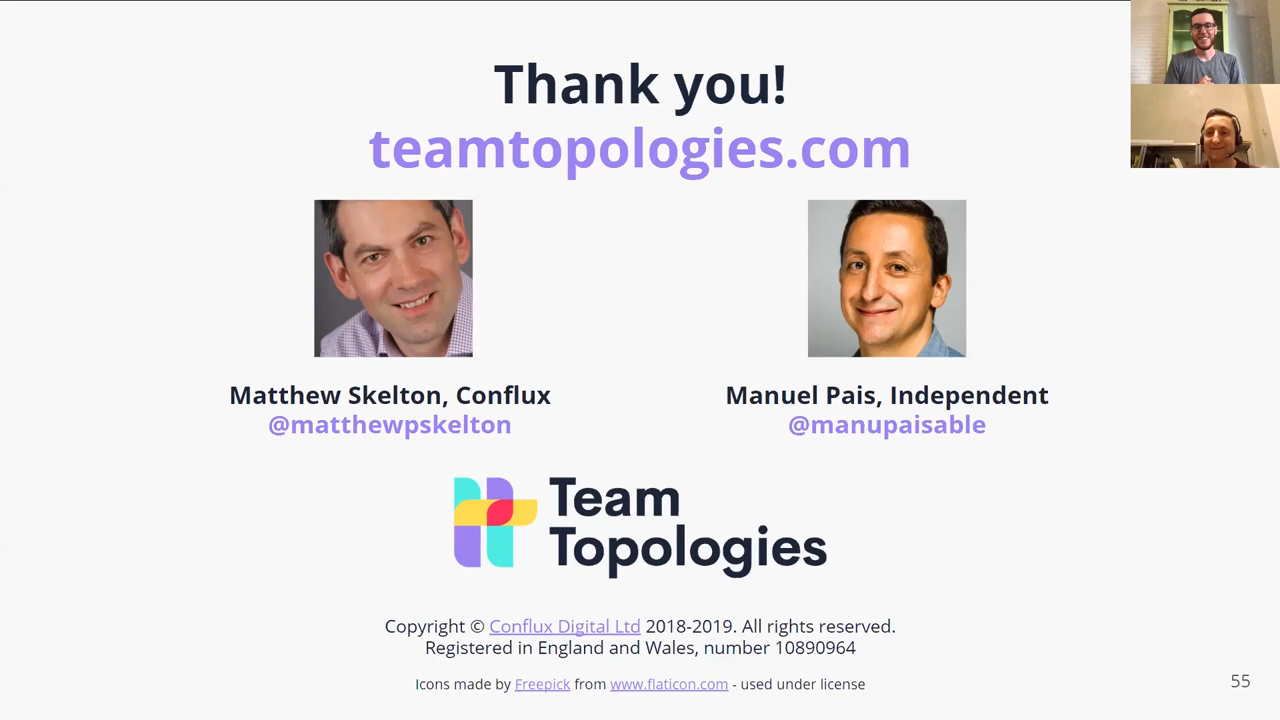 Thank you!
teamtopologies.com
Matthew Skelton, Conflux
@matthewpskelton
Manuel Pais, Independent
@manupaisable
Team
Topologies
Copyright © Conflux Digital Ltd 2018-2019. All rights reserved.
Registered in England and Wales, number 10890964
Icons made by Freepick from www.flaticon.com - used under license
55